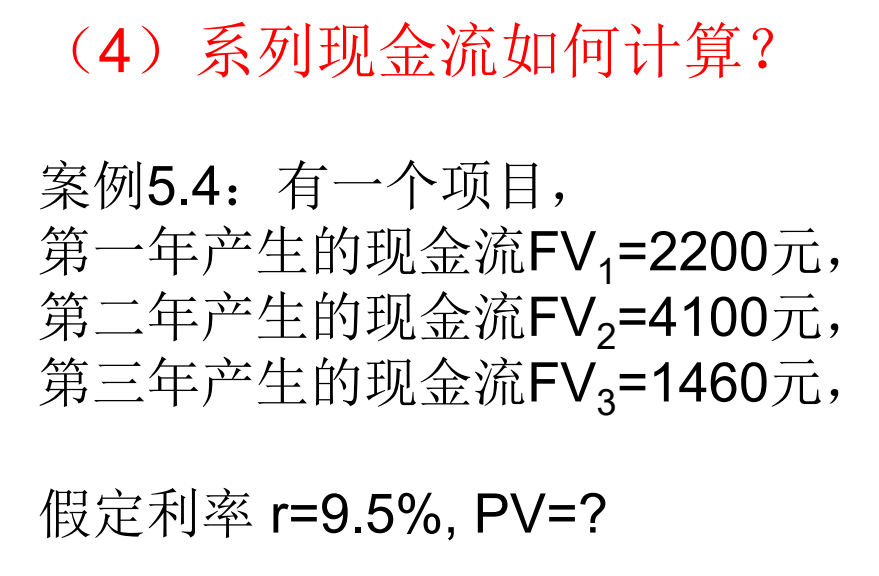 （4）系列现金流如何计算？
案例5.4：有一个项目，
第一年产生的现金流FV₁=2200元，
第二年产生的现金流FV₂=4100元，
第三年产生的现金流FV₃=1460元，
假定利率 r=9.5%, PV=?